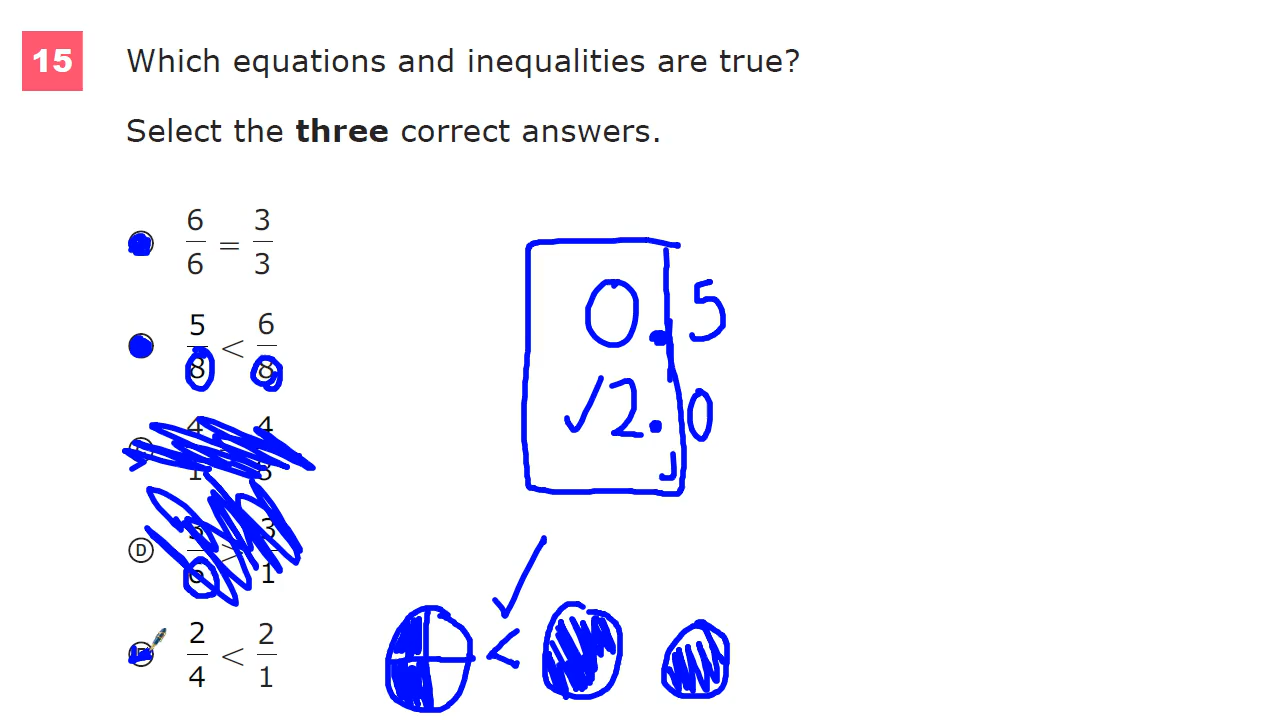 15 Which equations and inequalities are true?
Select the three correct answers.
6/6 = 3/3
5/8 < 6/8
D
2/4 < 2/1
0.5
√2.0
<